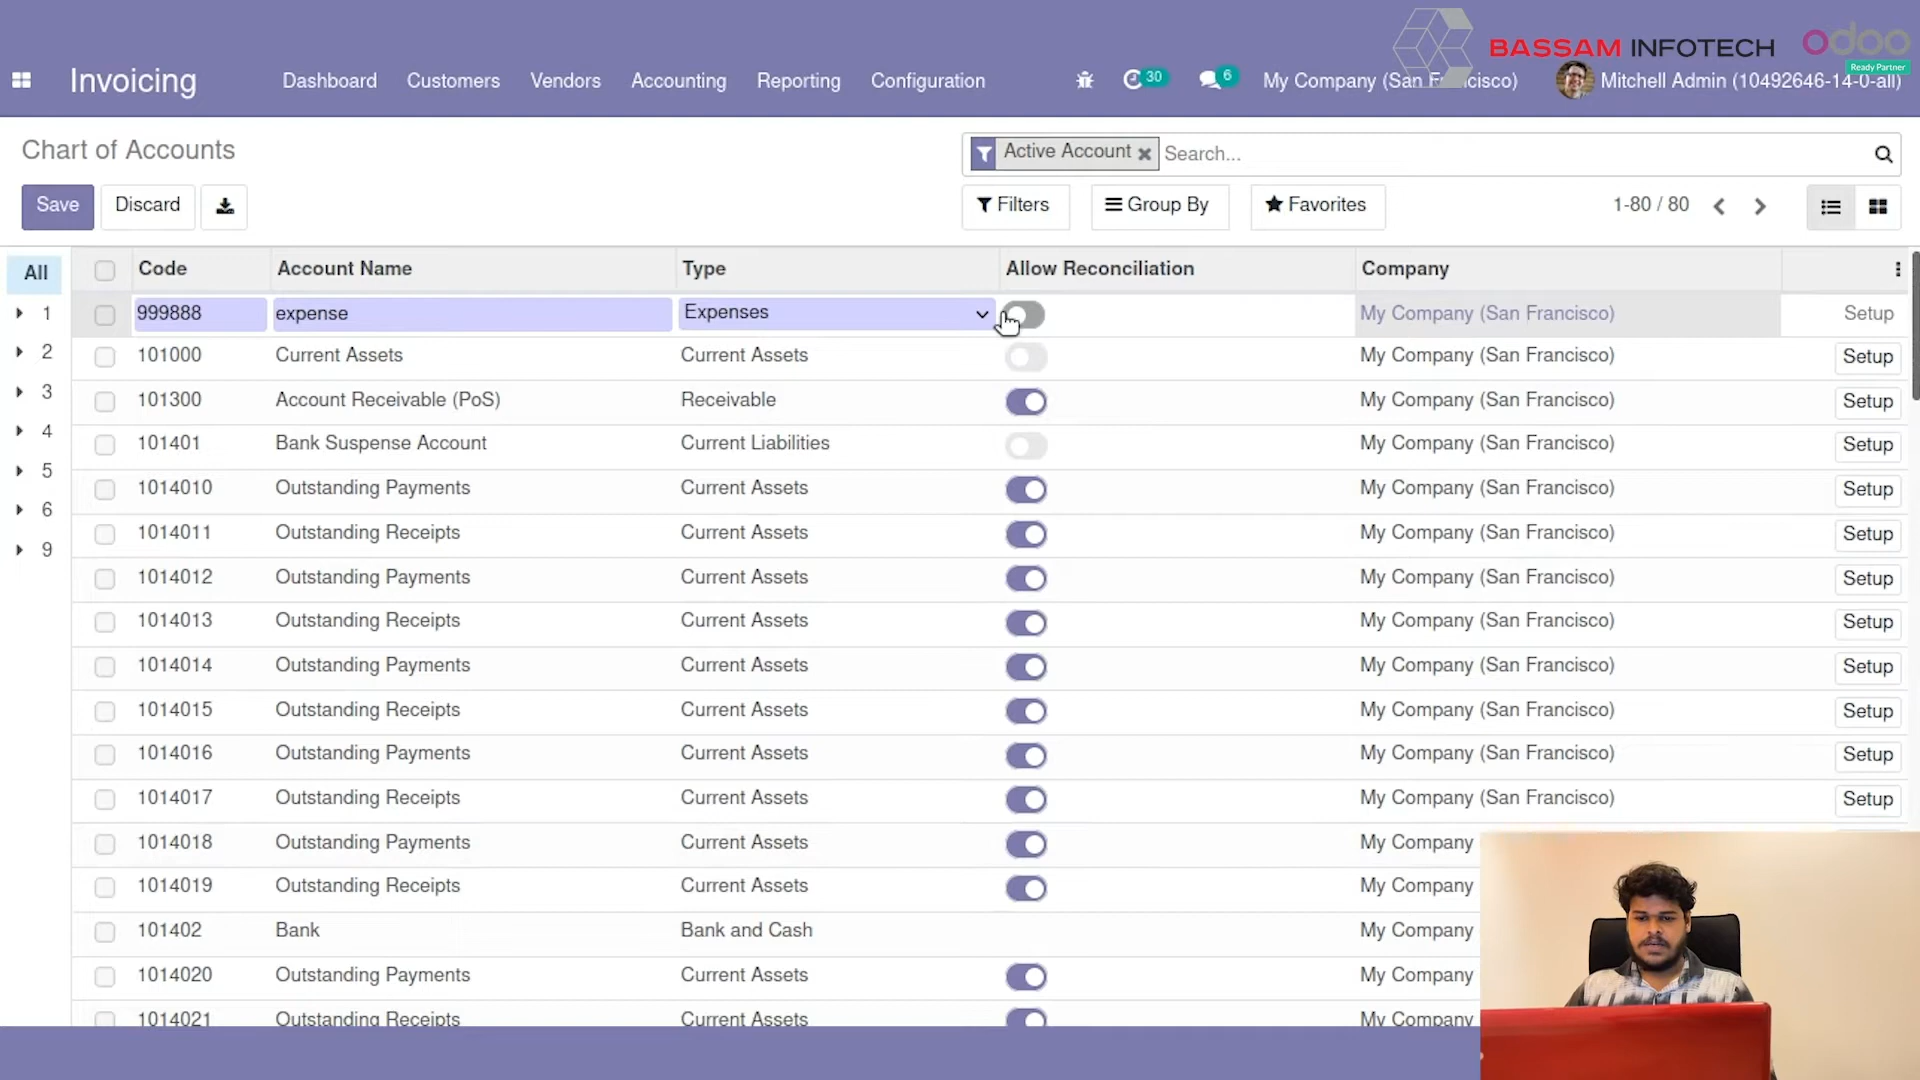 BASSAM INFOTECH
odoo
Ready Partner
Invoicing
Dashboard
Customers
Vendors
Accounting
Reporting
Configuration
30
6
My Company (San Francisco)
Mitchell Admin (10492646-14-0-all)
Chart of Accounts
Active Account
Search...
Save
Discard
Filters
Group By
Favorites
1-80 / 80
All
1
2
3
4
5
6
9
Code Account Name Type Allow Reconciliation Company
999888 expense Expenses My Company (San Francisco) Setup
101000 Current Assets Current Assets My Company (San Francisco) Setup
101300 Account Receivable (PoS) Receivable My Company (San Francisco) Setup
101401 Bank Suspense Account Current Liabilities My Company (San Francisco) Setup
1014010 Outstanding Payments Current Assets My Company (San Francisco) Setup
1014011 Outstanding Receipts Current Assets My Company (San Francisco) Setup
1014012 Outstanding Payments Current Assets My Company (San Francisco) Setup
1014013 Outstanding Receipts Current Assets My Company (San Francisco) Setup
1014014 Outstanding Payments Current Assets My Company (San Francisco) Setup
1014015 Outstanding Receipts Current Assets My Company (San Francisco) Setup
1014016 Outstanding Payments Current Assets My Company (San Francisco) Setup
1014017 Outstanding Receipts Current Assets My Company (San Francisco) Setup
1014018 Outstanding Payments Current Assets My Company
1014019 Outstanding Receipts Current Assets My Company
101402 Bank Bank and Cash My Company
1014020 Outstanding Payments Current Assets My Company
1014021 Outstanding Receipts Current Assets My Company